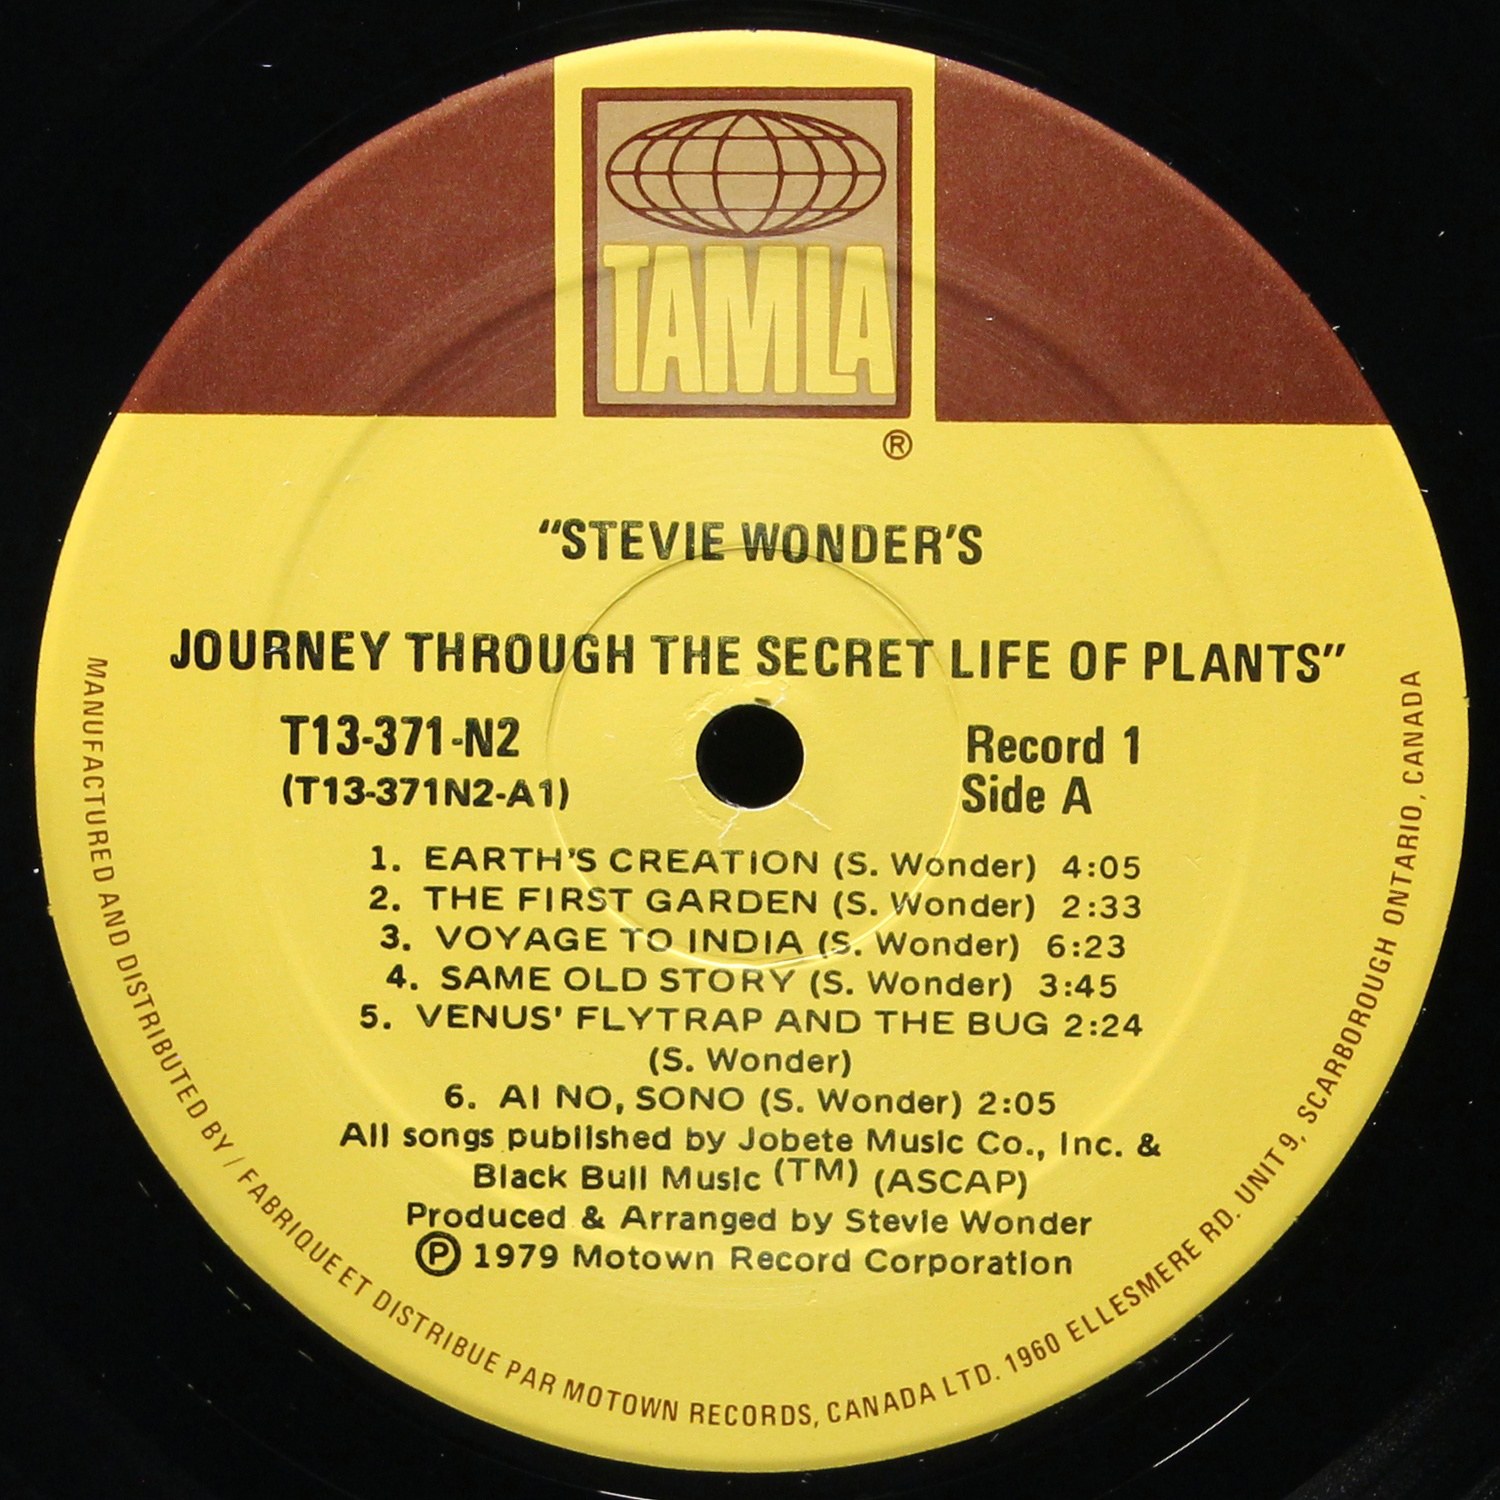 TAMLA
®
"STEVIE WONDER'S
JOURNEY THROUGH THE SECRET LIFE OF PLANTS"
T13-371-N2
(T13-371N2-A1)
Record 1
Side A
1. EARTH'S CREATION (S. Wonder) 4:05
2. THE FIRST GARDEN (S. Wonder) 2:33
3. VOYAGE TO INDIA (S. Wonder) 6:23
4. SAME OLD STORY (S. Wonder) 3:45
5. VENUS' FLYTRAP AND THE BUG 2:24
(S. Wonder)
6. AI NO, SONO (S. Wonder) 2:05
All songs published by Jobete Music Co., Inc. &
Black Bull Music (TM) (ASCAP)
Produced & Arranged by Stevie Wonder
℗ 1979 Motown Record Corporation
MANUFACTURED AND DISTRIBUTED BY / FABRIQUE ET DISTRIBUE PAR MOTOWN RECORDS, CANADA LTD. 1960 ELLESMERE RD. UNIT 9, SCARBOROUGH ONTARIO, CANADA